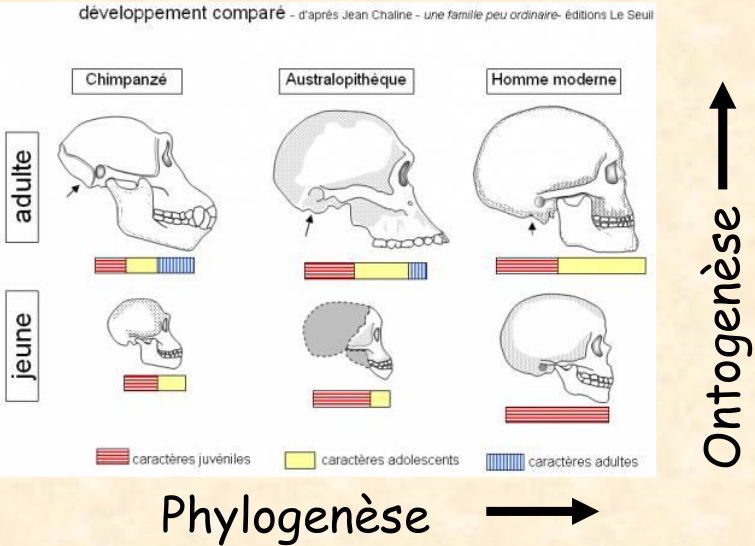 développement comparé - d'après Jean Chaline - une famille peu ordinaire- éditions Le Seuil
Chimpanzé
Australopithèque
Homme moderne
adulte
jeune
caractères juvéniles
caractères adolescents
caractères adultes
Ontogenèse
Phylogenèse